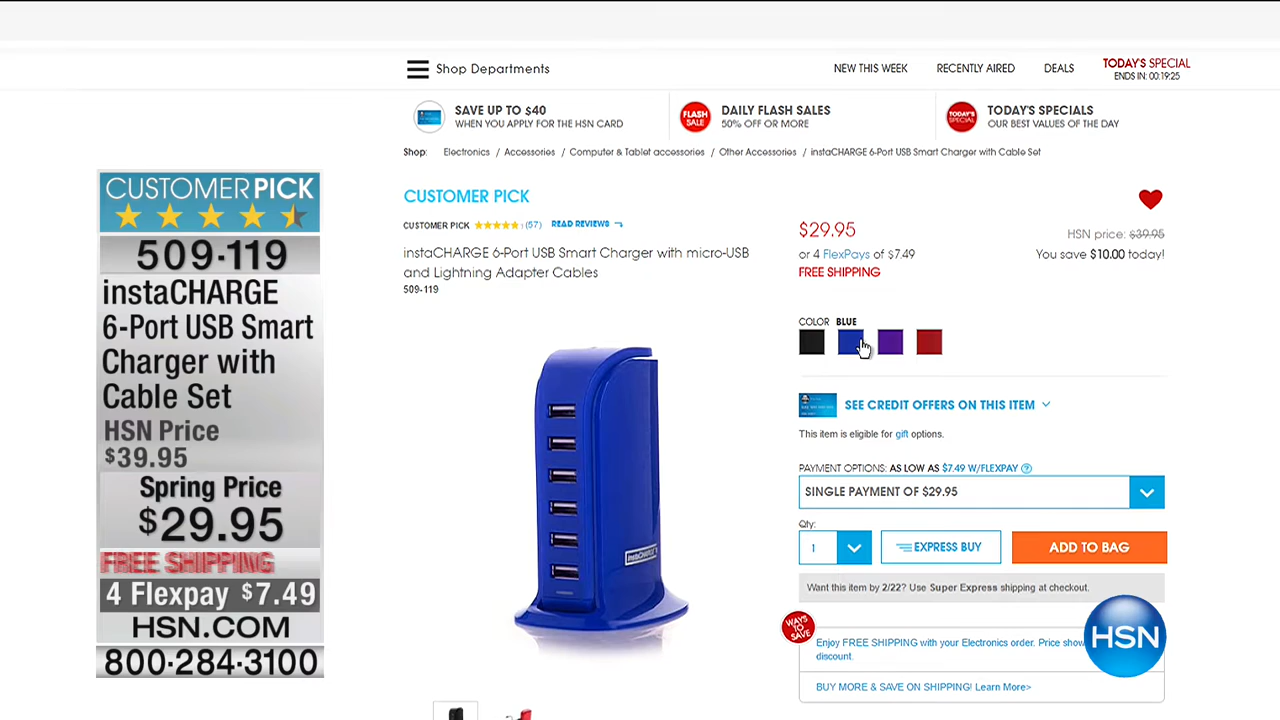 Shop Departments
NEW THIS WEEK
RECENTLY AIRED
DEALS
TODAY'S SPECIAL
ENDS IN: 00:19:25
SAVE UP TO $40
WHEN YOU APPLY FOR THE HSN CARD
FLASH SALE
DAILY FLASH SALES
50% OFF OR MORE
TODAY'S SPECIAL
TODAY'S SPECIALS
OUR BEST VALUES OF THE DAY
Shop: Electronics / Accessories / Computer & Tablet accessories / Other Accessories / instaCHARGE 6-Port USB Smart Charger with Cable Set
CUSTOMER PICK
509-119
instaCHARGE
6-Port USB Smart
Charger with
Cable Set
HSN Price
$39.95
Spring Price
$29.95
FREE SHIPPING
4 Flexpay $7.49
HSN.COM
800-284-3100
CUSTOMER PICK
CUSTOMER PICK (57) READ REVIEWS
instaCHARGE 6-Port USB Smart Charger with micro-USB
and Lightning Adapter Cables
509-119
instaCHARGE
$29.95
HSN price: $39.95
or 4 FlexPays of $7.49
You save $10.00 today!
FREE SHIPPING
COLOR BLUE
SEE CREDIT OFFERS ON THIS ITEM
This item is eligible for gift options.
PAYMENT OPTIONS: AS LOW AS $7.49 W/FLEXPAY ?
SINGLE PAYMENT OF $29.95
Qty:
1
EXPRESS BUY
ADD TO BAG
Want this item by 2/22? Use Super Express shipping at checkout.
WAYS TO SAVE
Enjoy FREE SHIPPING with your Electronics order. Price
discount.
BUY MORE & SAVE ON SHIPPING! Learn More>
HSN